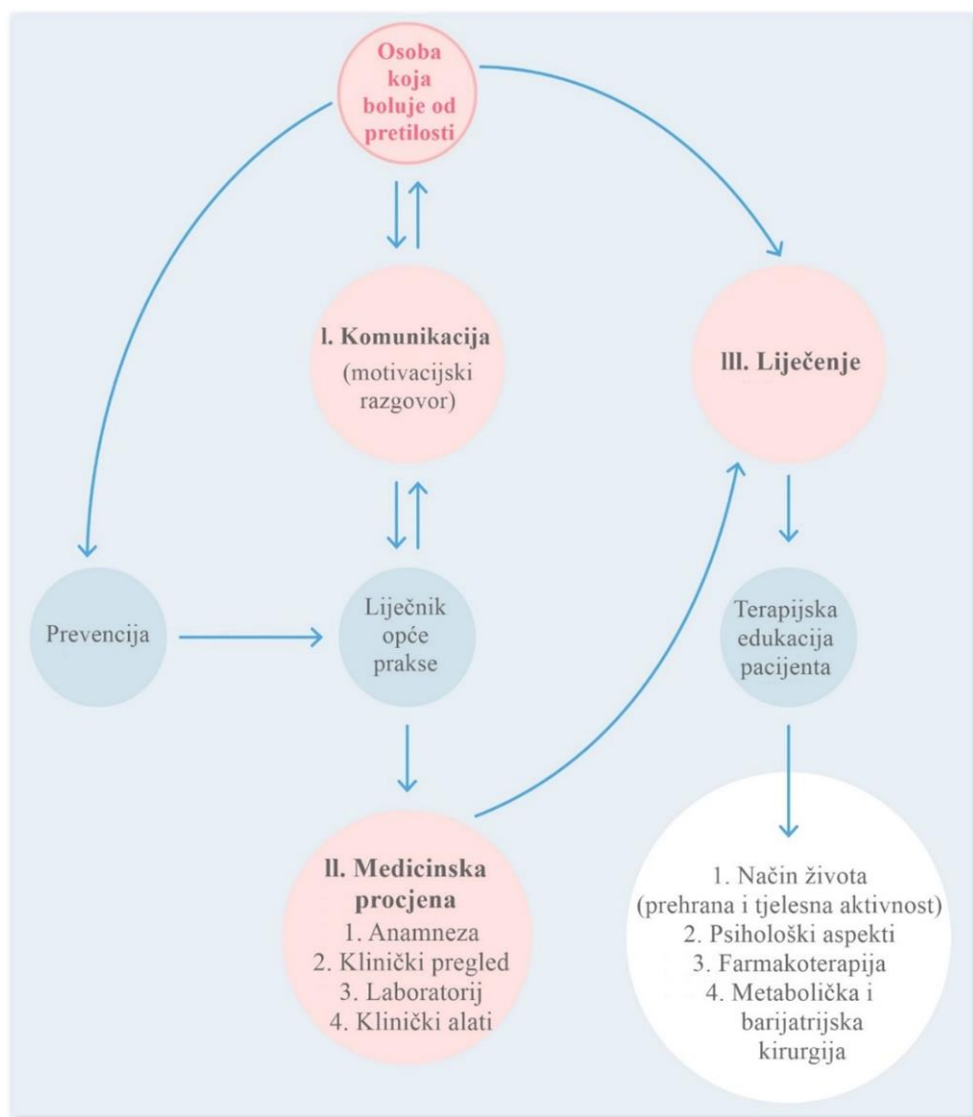 Osoba
koja
boluje od
pretilosti
I. Komunikacija
(motivacijski
razgovor)
III. Liječenje
Prevencija
Liječnik
opće
prakse
Terapijska
edukacija
pacijenta
II. Medicinska
procjena
1. Anamneza
2. Klinički pregled
3. Laboratorij
4. Klinički alati
1. Način života
(prehrana i tjelesna aktivnost)
2. Psihološki aspekti
3. Farmakoterapija
4. Metabolička i
barijatrijska
kirurgija